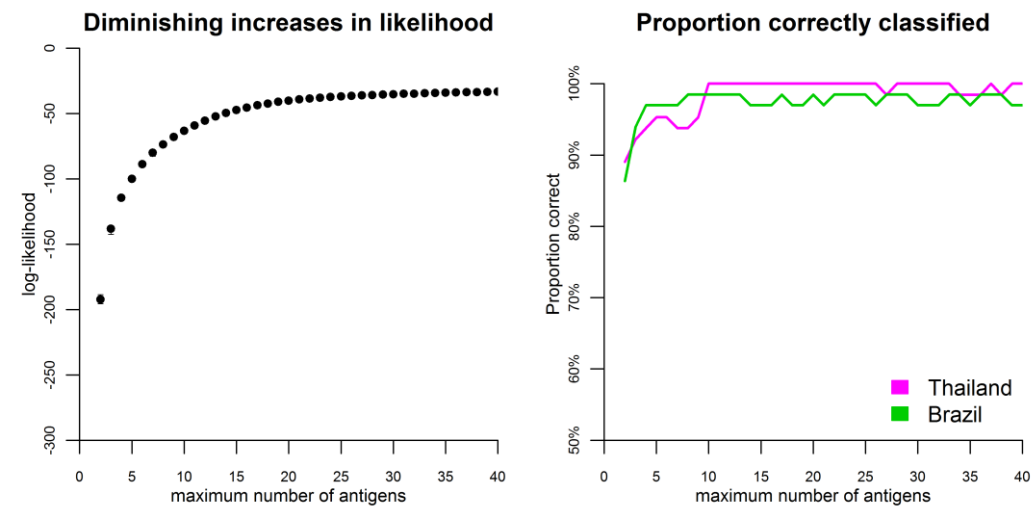 Diminishing increases in likelihood
0
-50
-100
-150
-200
-250
-300
log-likelihood
0 5 10 15 20 25 30 35 40
maximum number of antigens
Proportion correctly classified
100%
90%
80%
70%
60%
50%
Proportion correct
Thailand
Brazil
0 5 10 15 20 25 30 35 40
maximum number of antigens